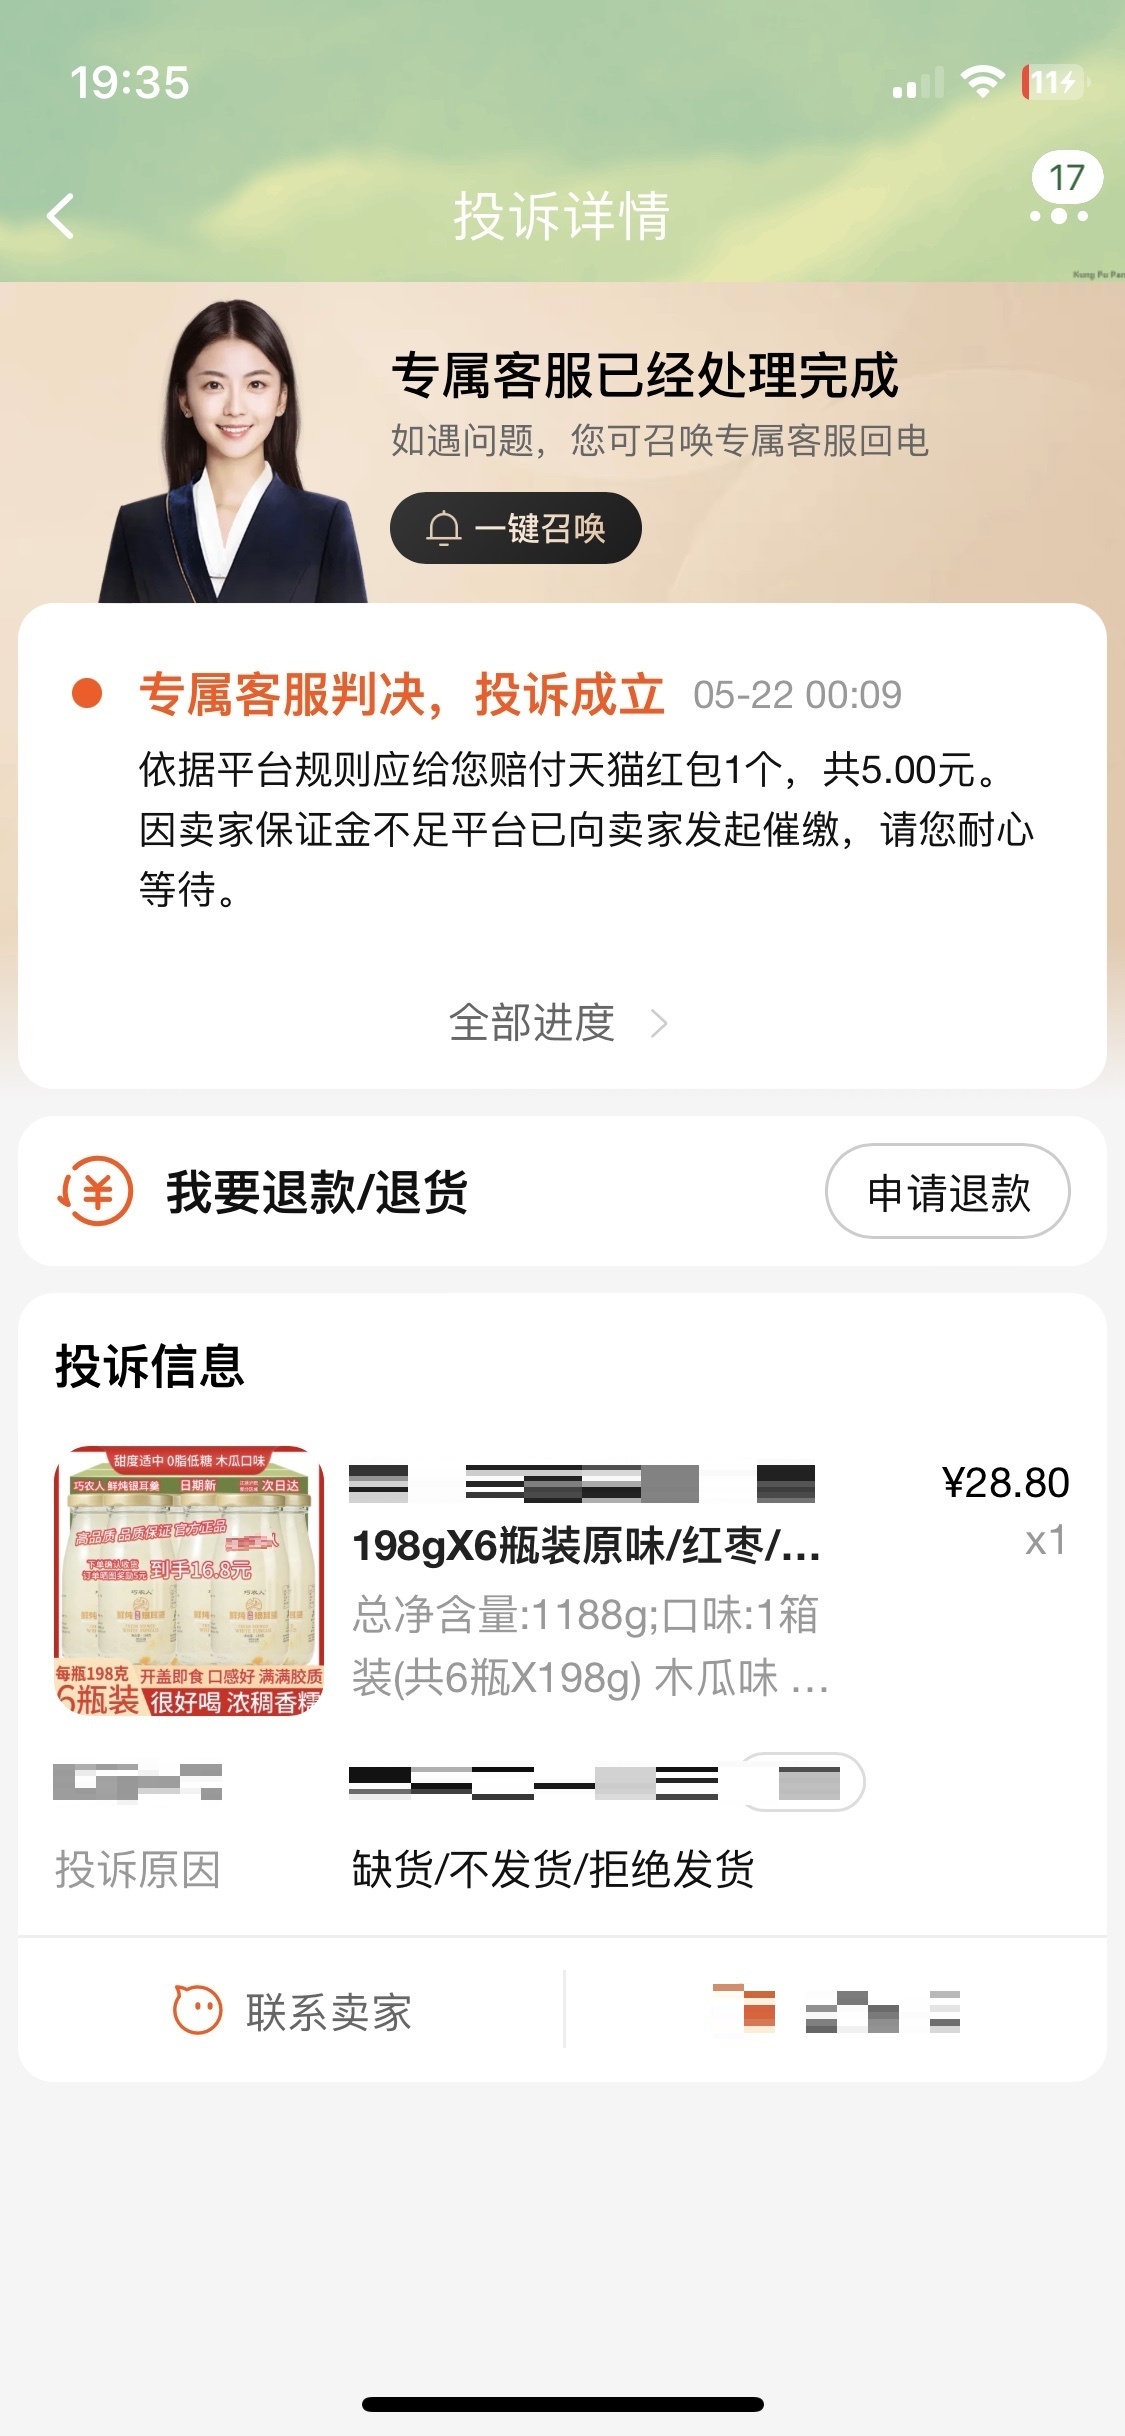 19:35
11
17
投诉详情
Kung Fu Pan
专属客服已经处理完成
如遇问题，您可召唤专属客服回电
一键召唤
专属客服判决，投诉成立 05-22 00:09
依据平台规则应给您赔付天猫红包1个，共5.00元。
因卖家保证金不足平台已向卖家发起催缴，请您耐心
等待。
全部进度
我要退款/退货
申请退款
投诉信息
甜度适中 0脂低糖 木瓜口味
巧农人 鲜炖银耳羹 日期新 次日达
高品质 品质保证 官方正品
下单确认收货
到手16.8元
每瓶198克 开盖即食 口感好 满满胶质
6瓶装 很好喝 浓稠香糯
¥28.80
198gX6瓶装原味/红枣/...
x1
总净含量:1188g;口味:1箱
装(共6瓶X198g) 木瓜味 ...
投诉原因 缺货/不发货/拒绝发货
联系卖家